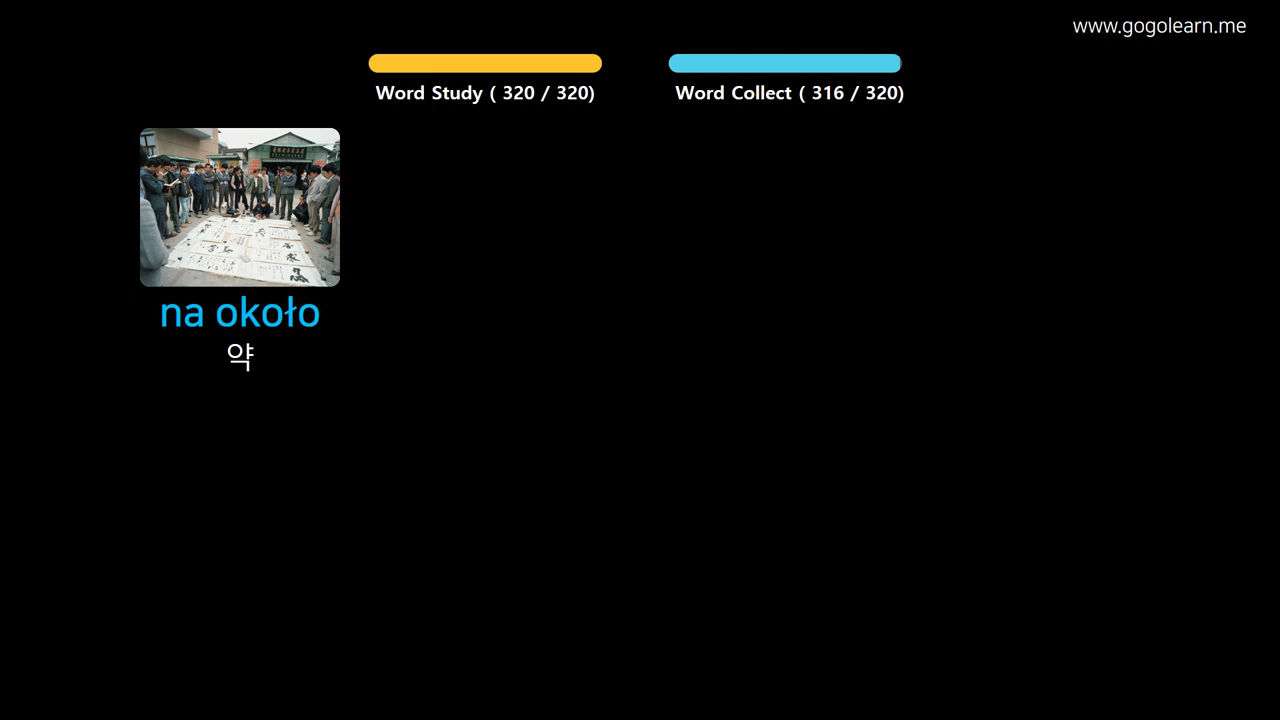 www.gogolearn.me
Word Study ( 320 / 320)
Word Collect ( 316 / 320)
na około
약